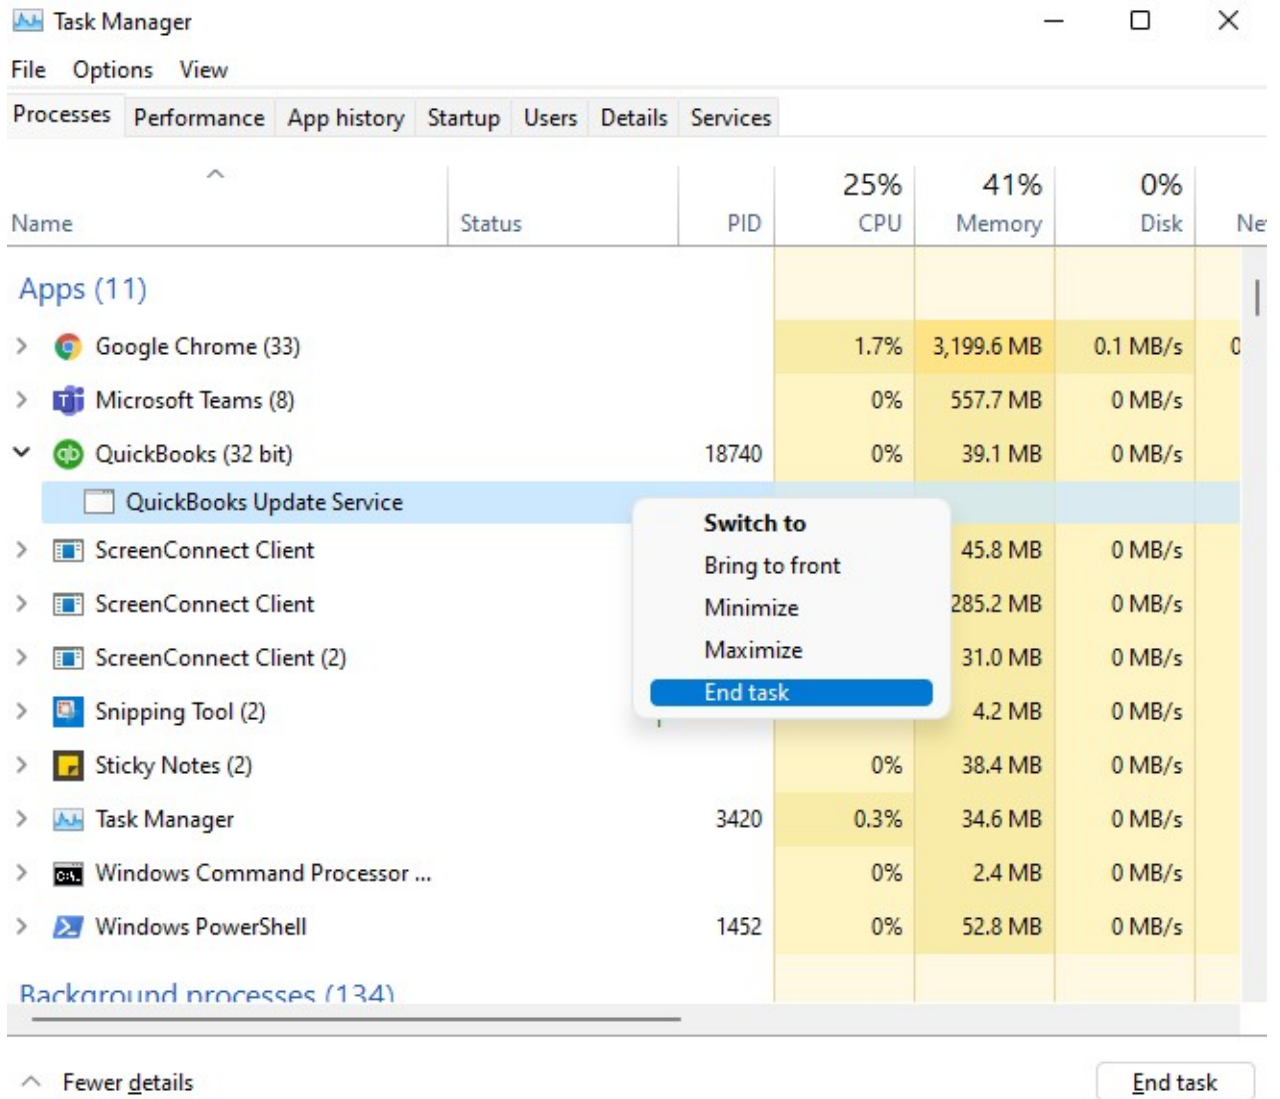 Task Manager
File Options View
Processes Performance App history Startup Users Details Services
25% 41% 0%
Name Status PID CPU Memory Disk Ne
Apps (11)
Google Chrome (33) 1.7% 3,199.6 MB 0.1 MB/s 0
Microsoft Teams (8) 0% 557.7 MB 0 MB/s
QuickBooks (32 bit) 18740 0% 39.1 MB 0 MB/s
QuickBooks Update Service
Switch to
ScreenConnect Client 45.8 MB 0 MB/s
Bring to front
ScreenConnect Client 285.2 MB 0 MB/s
Minimize
ScreenConnect Client (2) 31.0 MB 0 MB/s
Maximize
End task
Snipping Tool (2) 4.2 MB 0 MB/s
Sticky Notes (2) 0% 38.4 MB 0 MB/s
Task Manager 3420 0.3% 34.6 MB 0 MB/s
Windows Command Processor ... 0% 2.4 MB 0 MB/s
Windows PowerShell 1452 0% 52.8 MB 0 MB/s
Background processes (134)
Fewer details End task